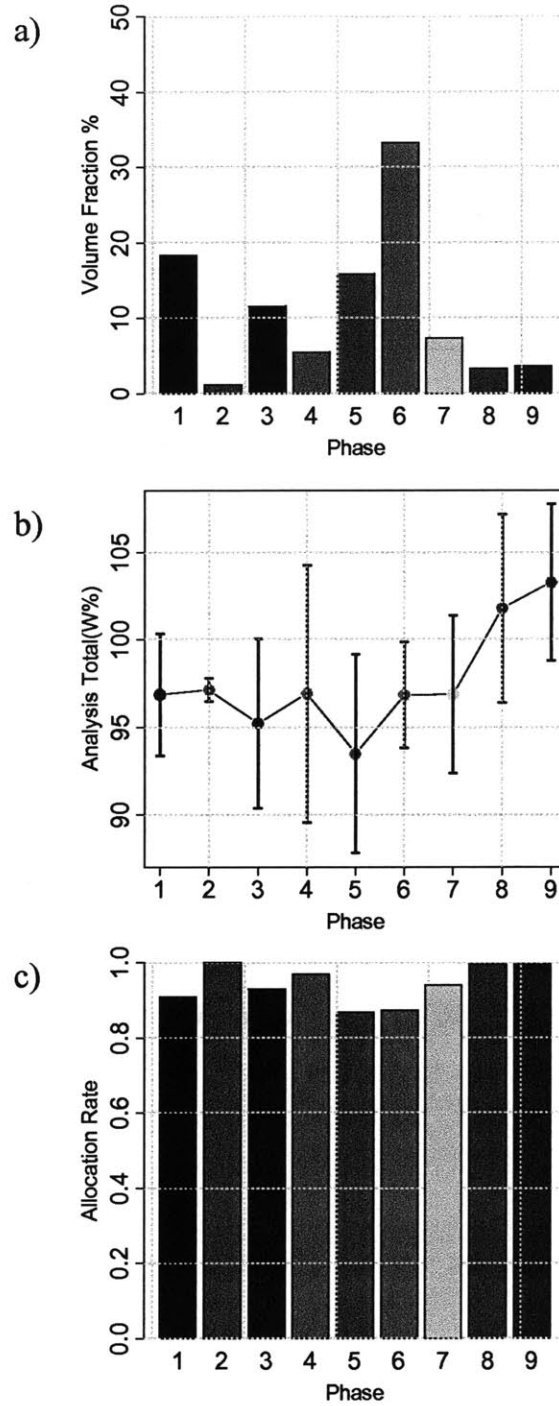 a)
Volume Fraction %
50
40
30
20
10
0
1 2 3 4 5 6 7 8 9
Phase
b)
Analysis Total(W%)
105
100
95
90
1 2 3 4 5 6 7 8 9
Phase
c)
Allocation Rate
1.0
0.8
0.6
0.4
0.2
0.0
1 2 3 4 5 6 7 8 9
Phase